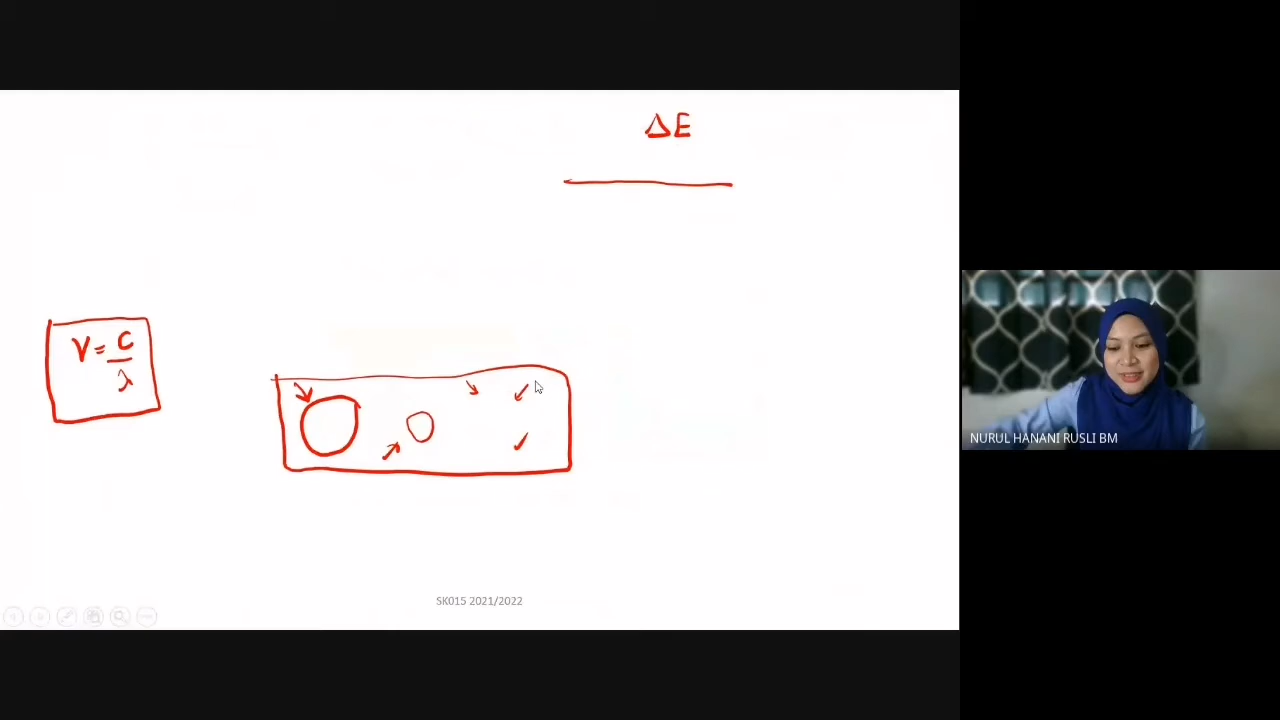 ΔE
ν = c
λ
NURUL HANANI RUSLI BM
SK015 2021/2022